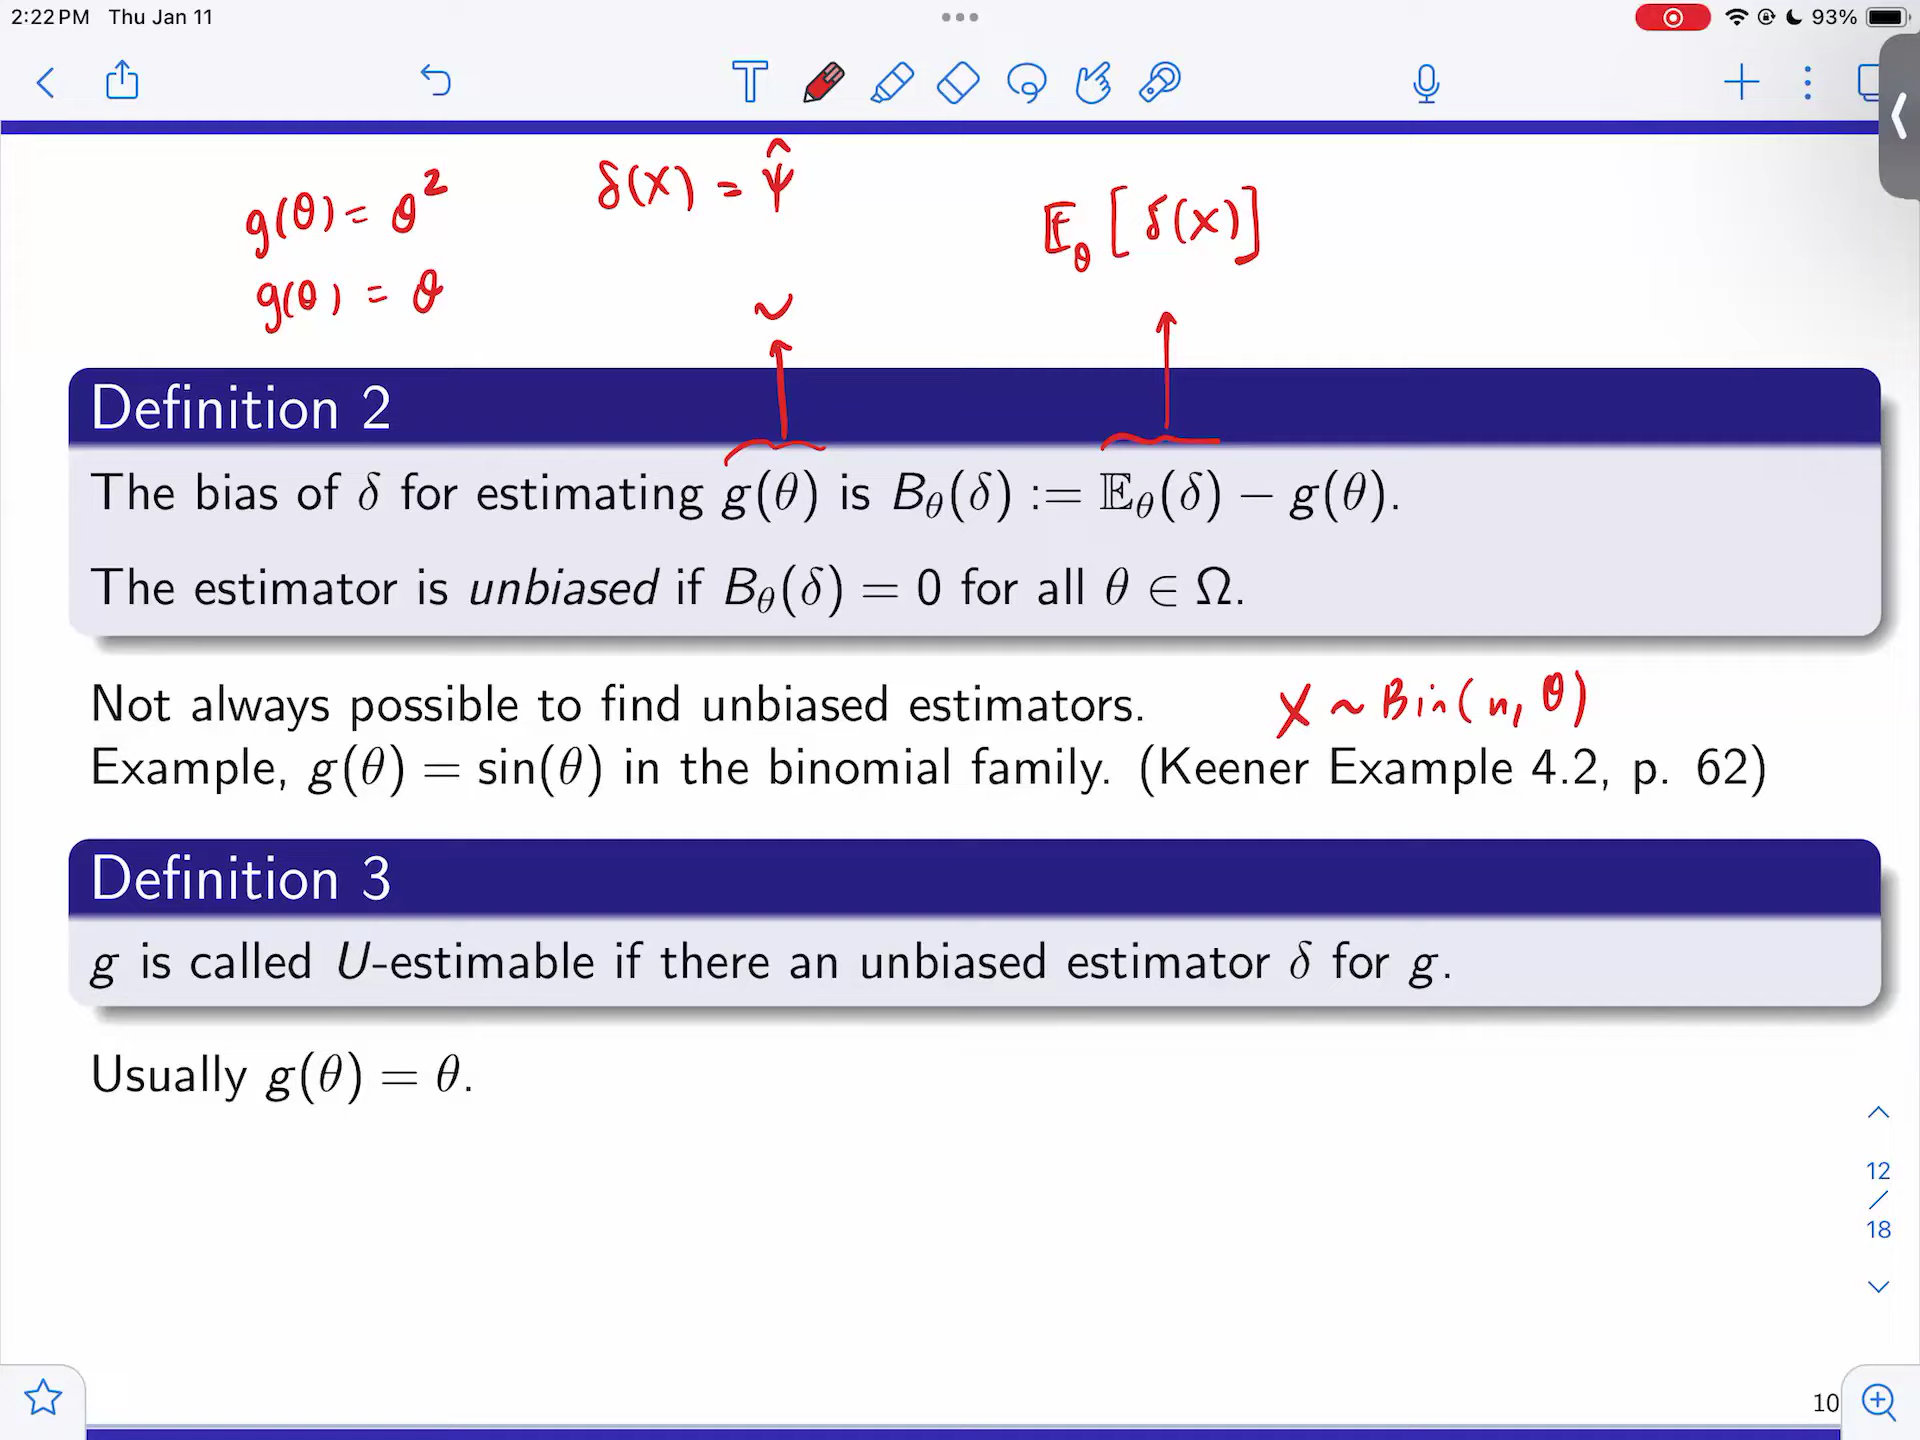 2:22 PM Thu Jan 11
93%
g(θ) = θ²
g(θ) = θ
δ(X) = ψ̂
𝔼_θ [δ(X)]
Definition 2
The bias of δ for estimating g(θ) is B_θ(δ) := 𝔼_θ(δ) − g(θ).
The estimator is unbiased if B_θ(δ) = 0 for all θ ∈ Ω.
Not always possible to find unbiased estimators.
X ~ Bin(n, θ)
Example, g(θ) = sin(θ) in the binomial family. (Keener Example 4.2, p. 62)
Definition 3
g is called U-estimable if there an unbiased estimator δ for g.
Usually g(θ) = θ.
12
/
18
10